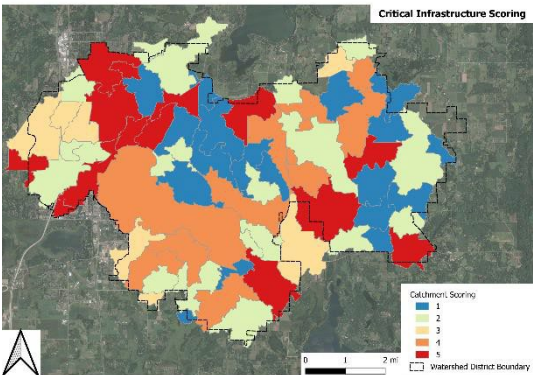 Critical Infrastructure Scoring
Catchment Scoring
1
2
3
4
5
Watershed District Boundary
0 1 2 mi